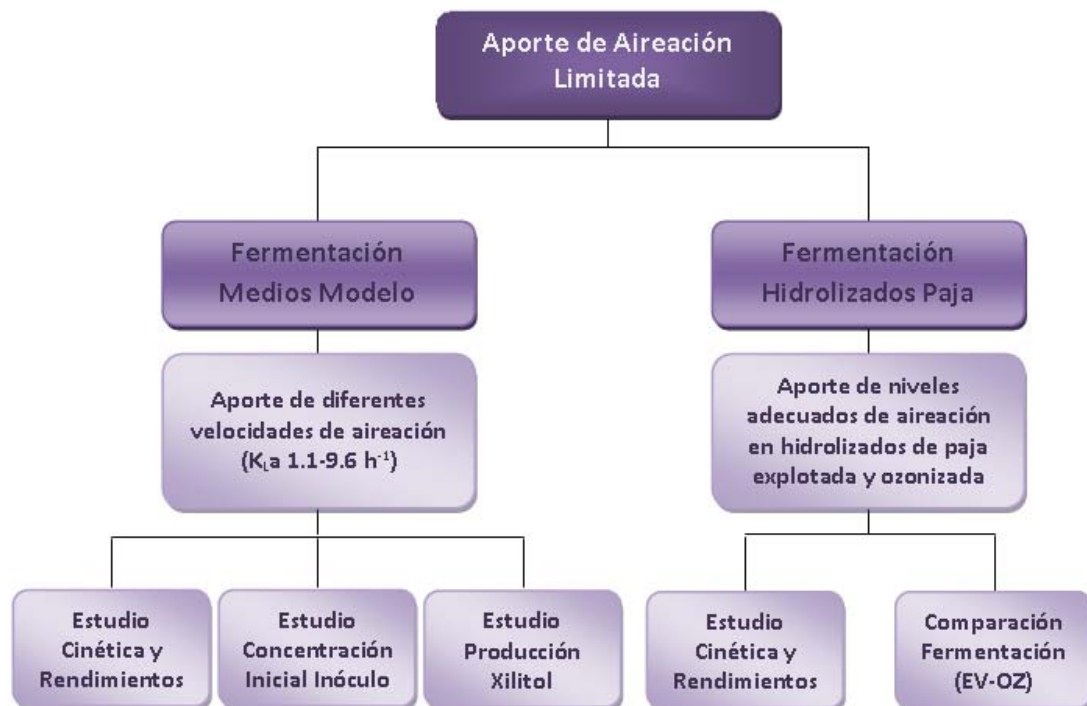 Aporte de Aireación
Limitada
Fermentación
Medios Modelo
Fermentación
Hidrolizados Paja
Aporte de diferentes
velocidades de aireación
(K_La 1.1-9.6 h⁻¹)
Aporte de niveles
adecuados de aireación
en hidrolizados de paja
explotada y ozonizada
Estudio
Cinética y
Rendimientos
Estudio
Concentración
Inicial Inóculo
Estudio
Producción
Xilitol
Estudio
Cinética y
Rendimientos
Comparación
Fermentación
(EV-OZ)